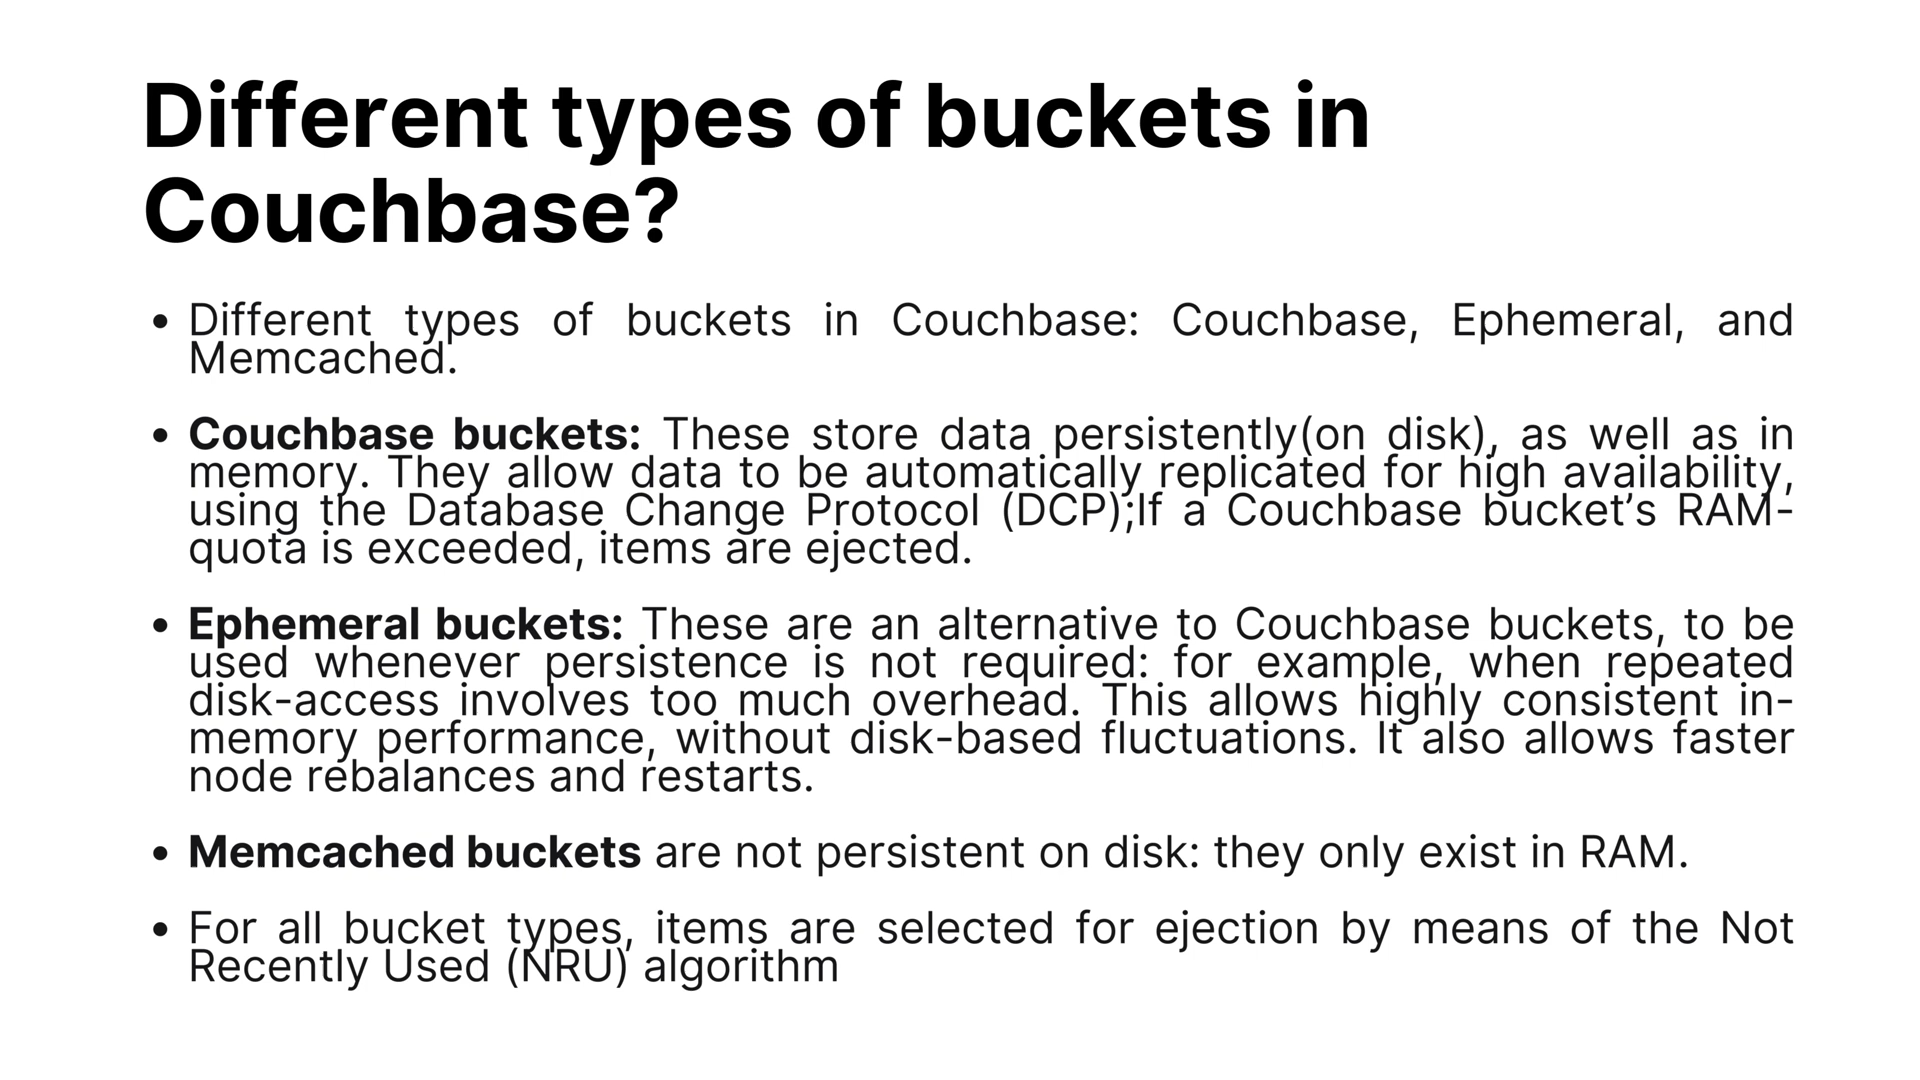 Different types of buckets in
Couchbase?
• Different types of buckets in Couchbase: Couchbase, Ephemeral, and
Memcached.
• Couchbase buckets: These store data persistently(on disk), as well as in
memory. They allow data to be automatically replicated for high availability,
using the Database Change Protocol (DCP);If a Couchbase bucket’s RAM-
quota is exceeded, items are ejected.
• Ephemeral buckets: These are an alternative to Couchbase buckets, to be
used whenever persistence is not required: for example, when repeated
disk-access involves too much overhead. This allows highly consistent in-
memory performance, without disk-based fluctuations. It also allows faster
node rebalances and restarts.
• Memcached buckets are not persistent on disk: they only exist in RAM.
• For all bucket types, items are selected for ejection by means of the Not
Recently Used (NRU) algorithm